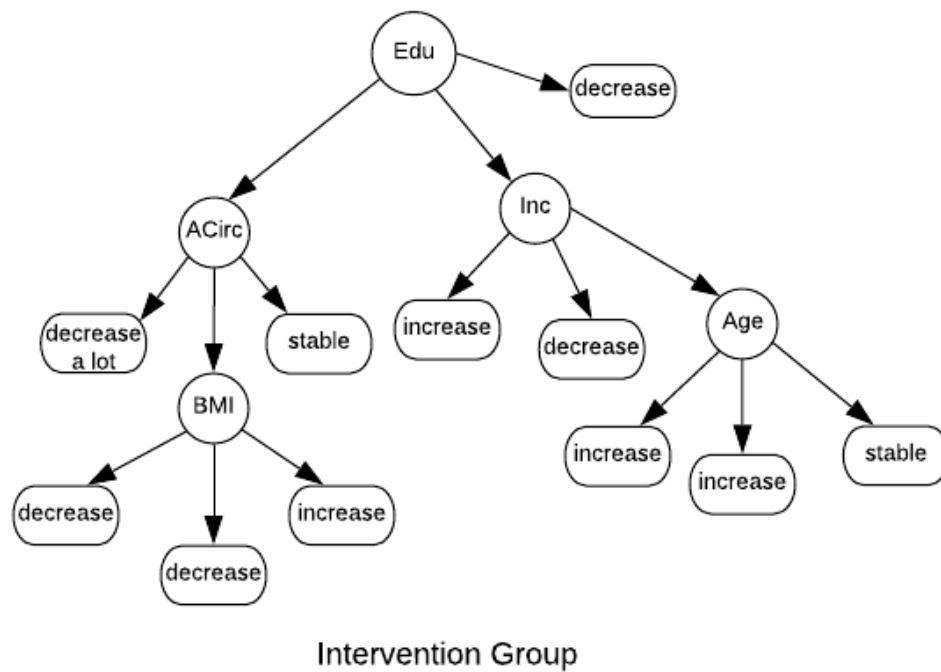 Edu
decrease
Inc
ACirc
increase
decrease
Age
decrease
a lot
stable
BMI
increase
increase
stable
decrease
decrease
increase
Intervention Group